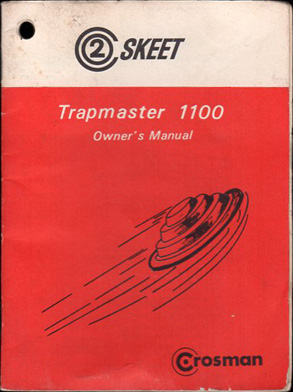 C 2 SKEET
Trapmaster 1100
Owner's Manual
Crosman